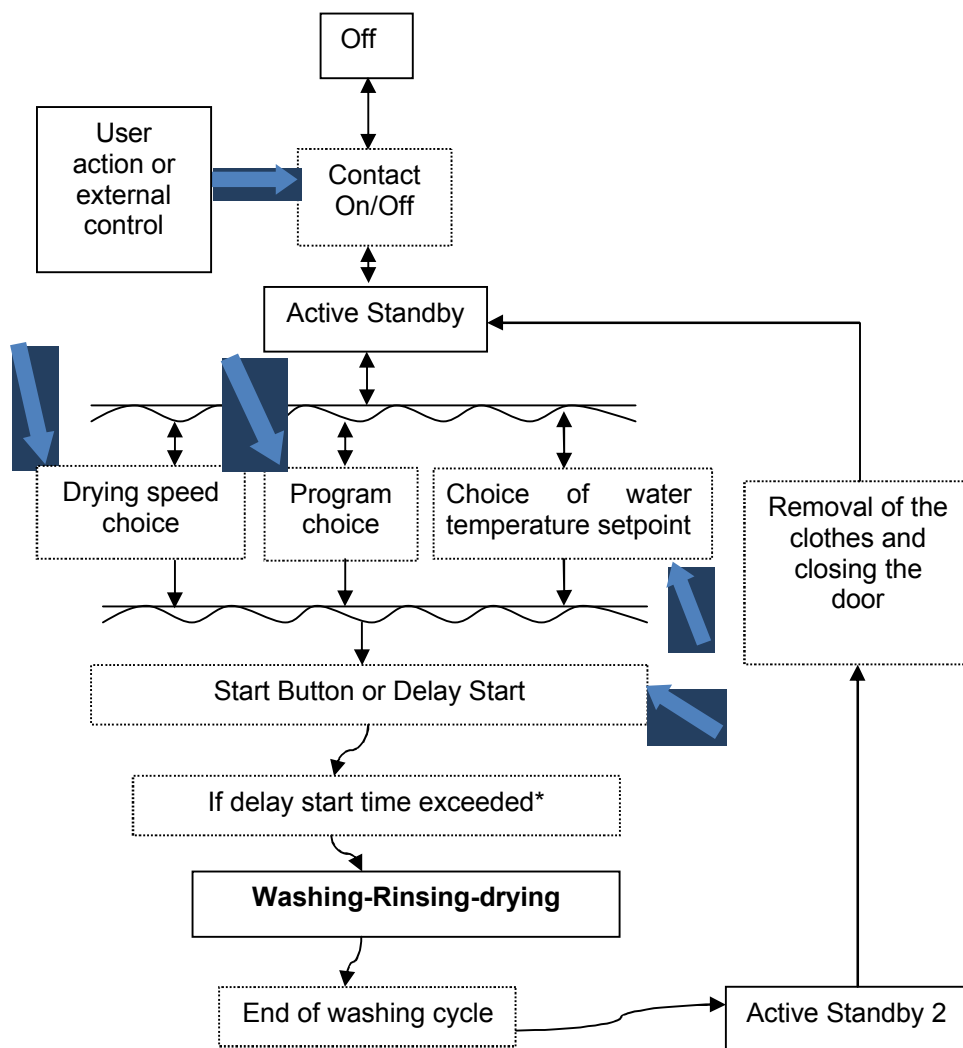 Off
User
action or
external
control
Contact
On/Off
Active Standby
Drying speed
choice
Program
choice
Choice of water
temperature setpoint
Removal of the
clothes and
closing the
door
Start Button or Delay Start
If delay start time exceeded*
Washing-Rinsing-drying
End of washing cycle
Active Standby 2